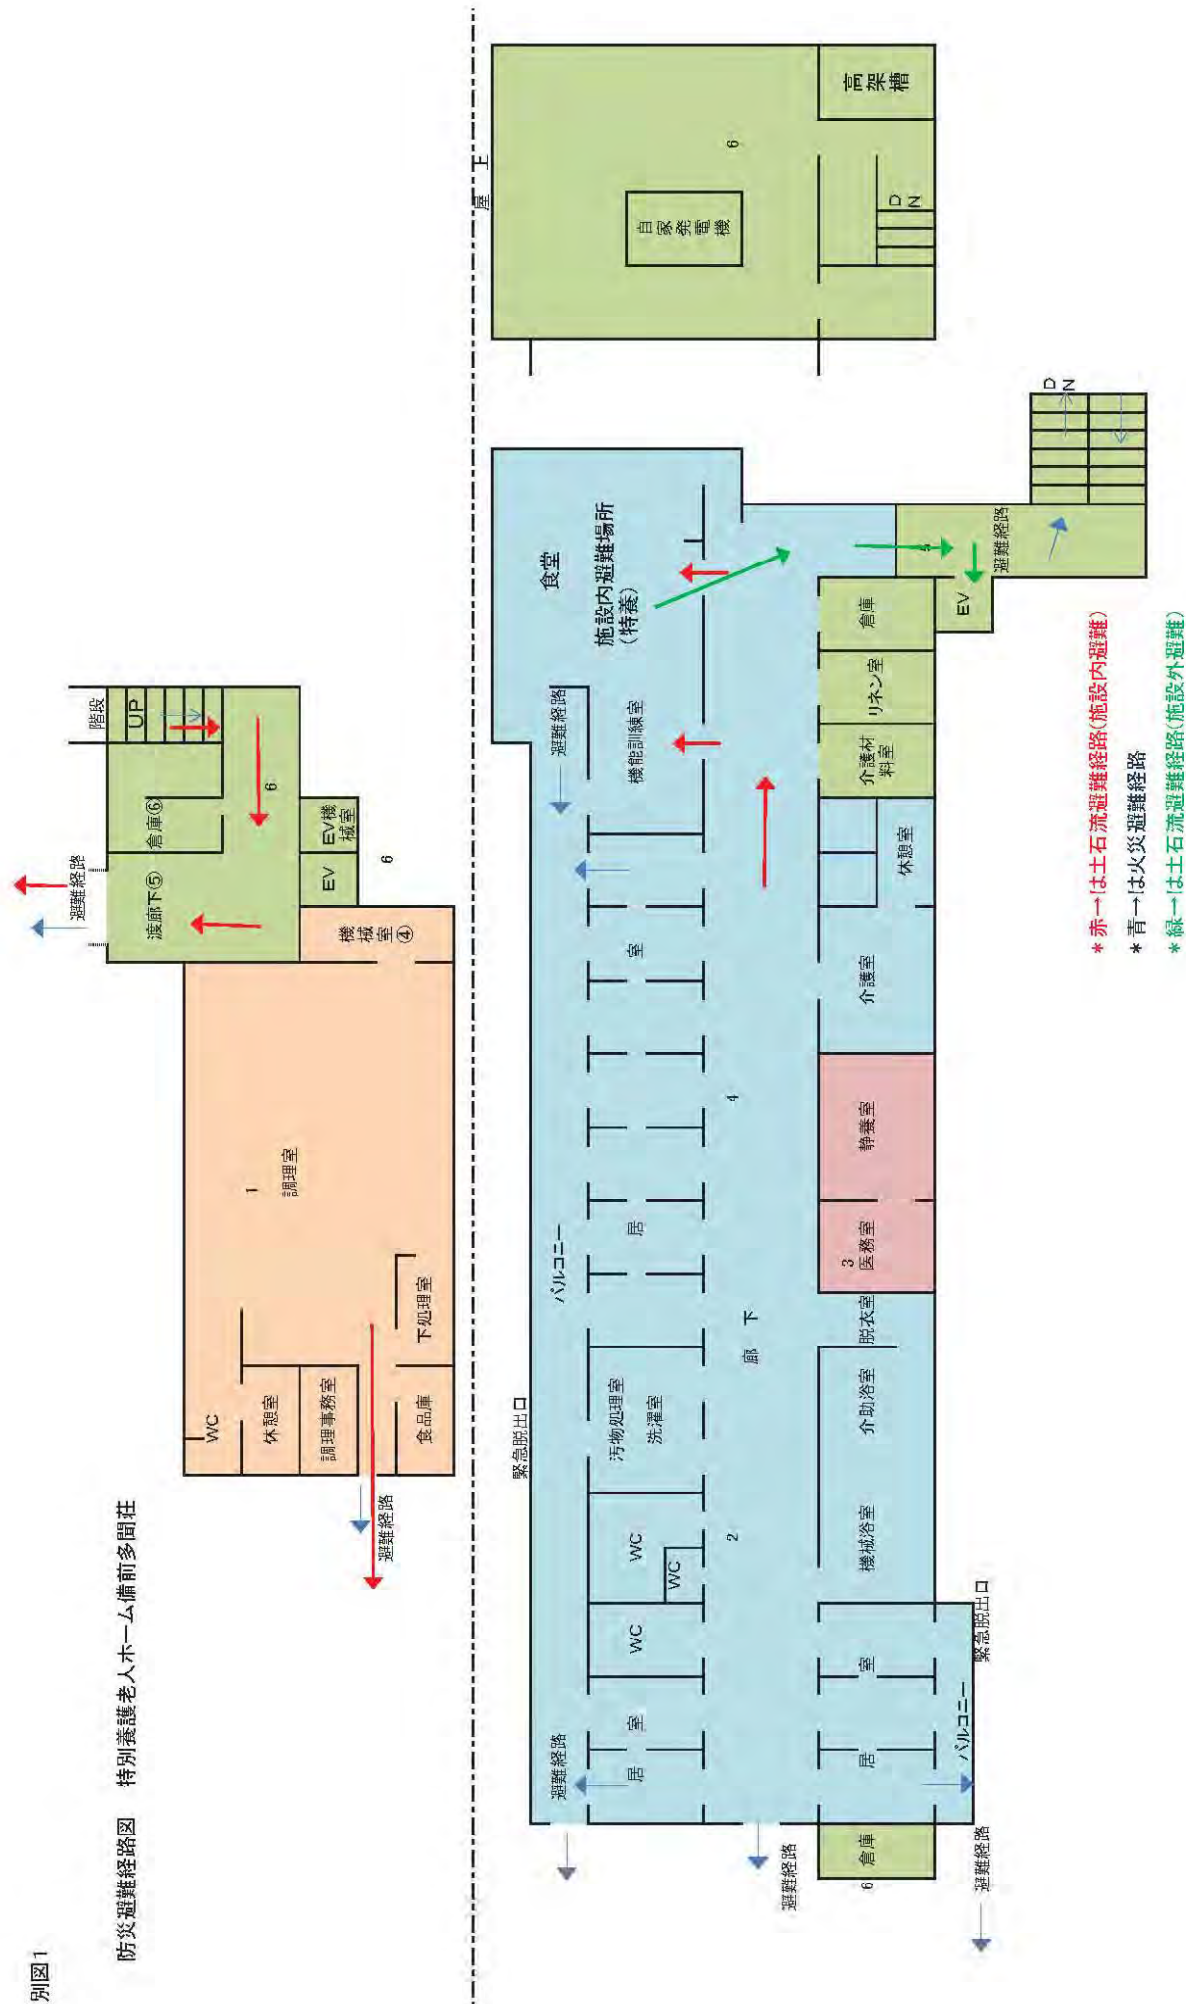 別図1
防災避難経路図 特別養護老人ホーム備前多聞荘
WC
休憩室
調理事務室
食品庫
下処理室
避難経路
1
調理室
機械室④
渡廊下⑤
避難経路
倉庫⑥
階段
UP
EV
EV機械室
6
6
屋上
自家発電機
6
高架槽
DN
緊急脱出口
バルコニー
避難経路
居室
WC
WC
WC
汚物処理室
洗濯室
居室
機能訓練室
避難経路
食堂
施設内避難場所
(特養)
2
廊下
4
避難経路
倉庫
6
居室
機械浴室
介助浴室
脱衣室
3
医務室
静養室
介護室
休憩室
介護材料室
リネン室
倉庫
EV
5
避難経路
DN
バルコニー
緊急脱出口
避難経路
*赤→は土石流避難経路(施設内避難)
*青→は火災避難経路
*緑→は土石流避難経路(施設外避難)